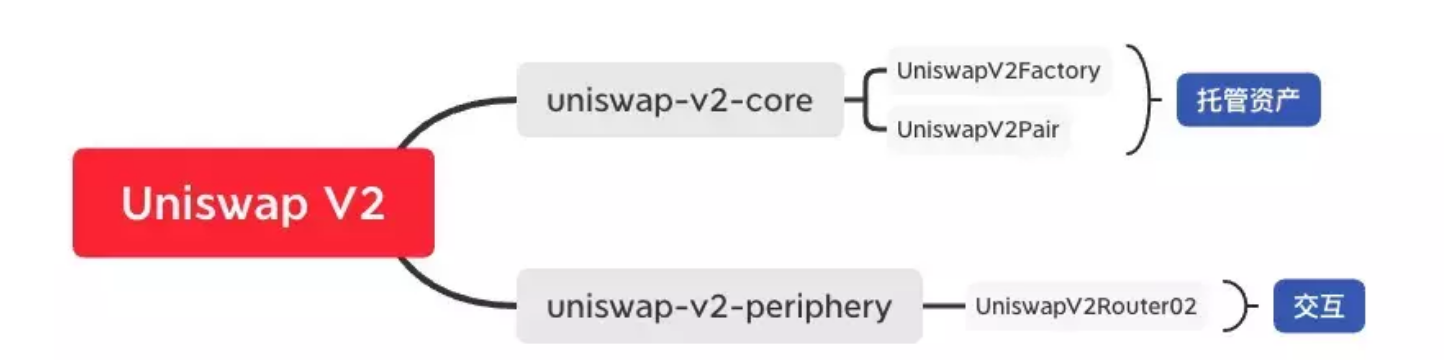 Uniswap V2
uniswap-v2-core
UniswapV2Factory
UniswapV2Pair
托管资产
uniswap-v2-periphery
UniswapV2Router02
交互